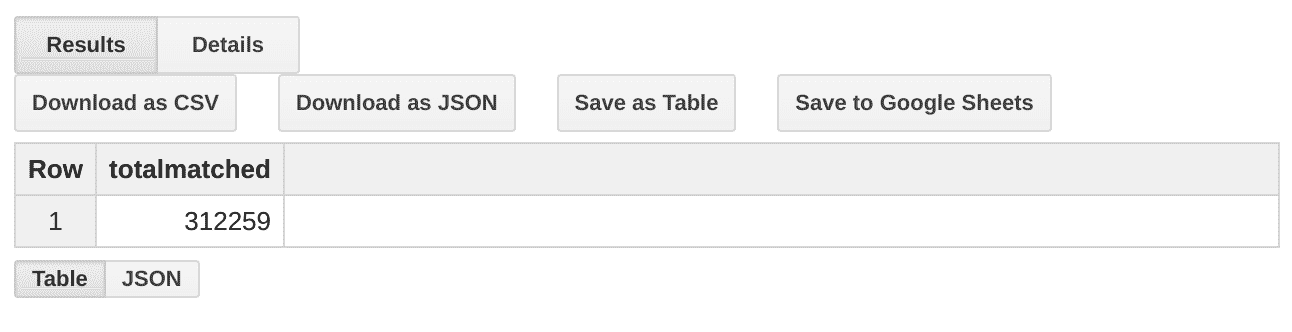 Results Details
Download as CSV Download as JSON Save as Table Save to Google Sheets
Row totalmatched
1 312259
Table JSON